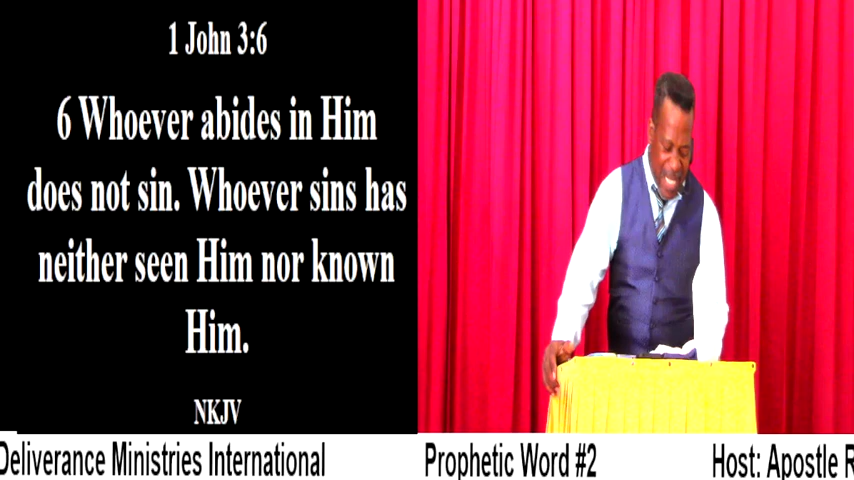 1 John 3:6
6 Whoever abides in Him
does not sin. Whoever sins has
neither seen Him nor known
Him.
NKJV
Deliverance Ministries International Prophetic Word #2 Host: Apostle R